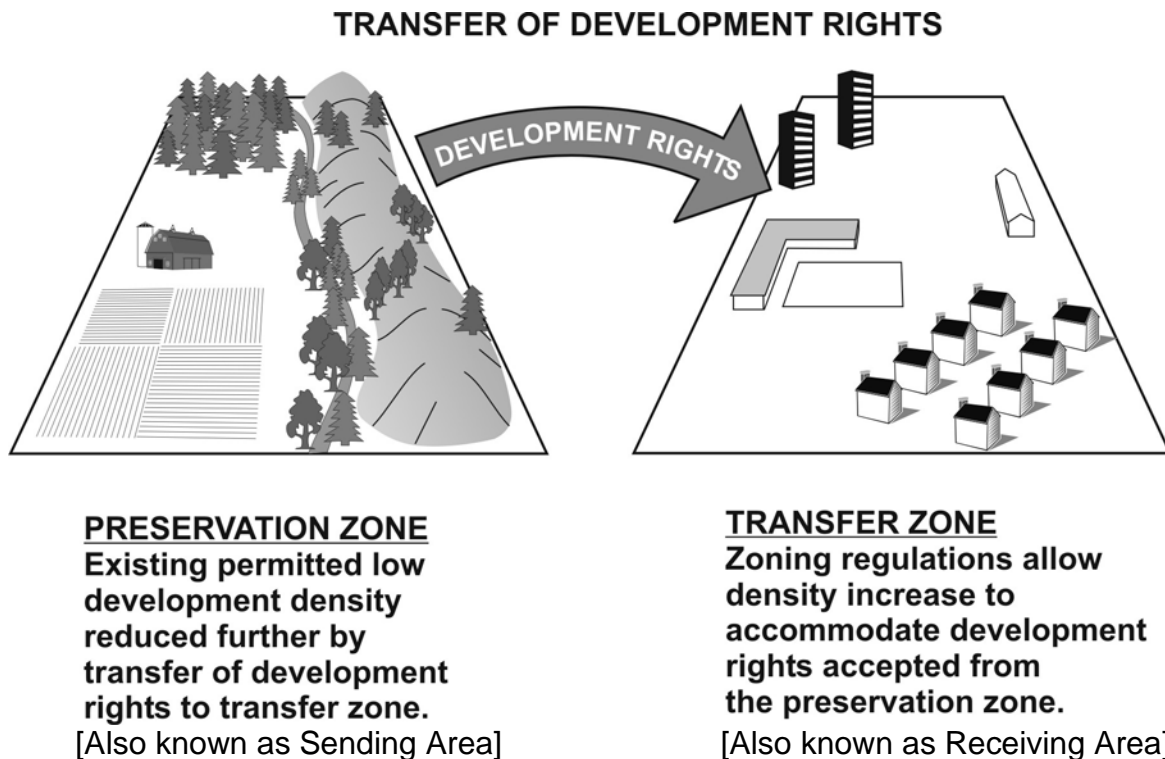 TRANSFER OF DEVELOPMENT RIGHTS
DEVELOPMENT RIGHTS
PRESERVATION ZONE
Existing permitted low
development density
reduced further by
transfer of development
rights to transfer zone.
[Also known as Sending Area]
TRANSFER ZONE
Zoning regulations allow
density increase to
accommodate development
rights accepted from
the preservation zone.
[Also known as Receiving Area]